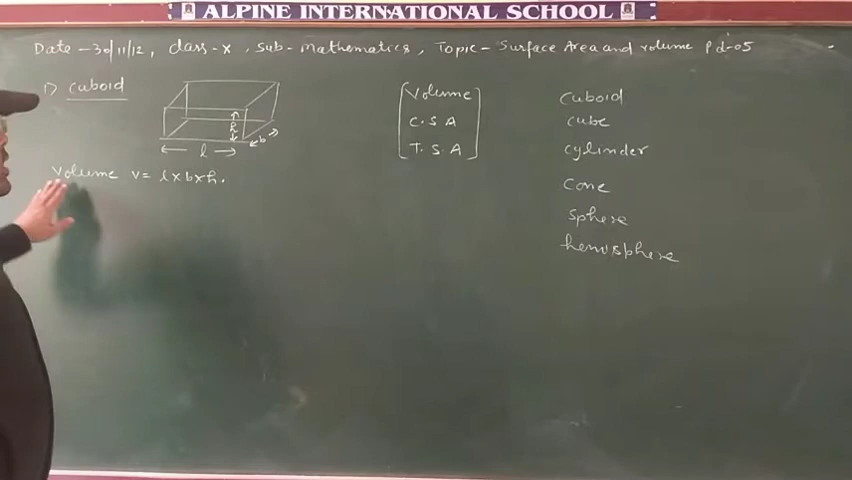 ALPINE INTERNATIONAL SCHOOL
Date - 30/11/12, class-x, Sub-Mathematics, Topic - Surface Area and volume Pd-05
1) Cuboid
h
b
l
Volume V = l x b x h.
Volume
C.S.A
T.S.A
Cuboid
Cube
Cylinder
Cone
Sphere
hemisphere